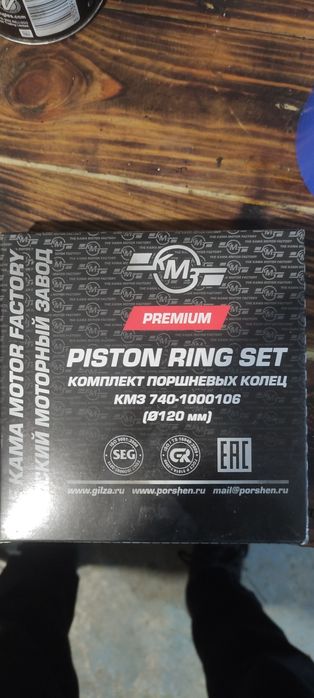 КМЗ
PREMIUM
PISTON RING SET
КОМПЛЕКТ ПОРШНЕВЫХ КОЛЕЦ
КМЗ 740-1000106
(Ø120 мм)
SEG
EAC
www.gilza.ru www.porshen.ru mail@porshen.ru
KAMA MOTOR FACTORY
КИЙ МОТОРНЫЙ ЗАВОД